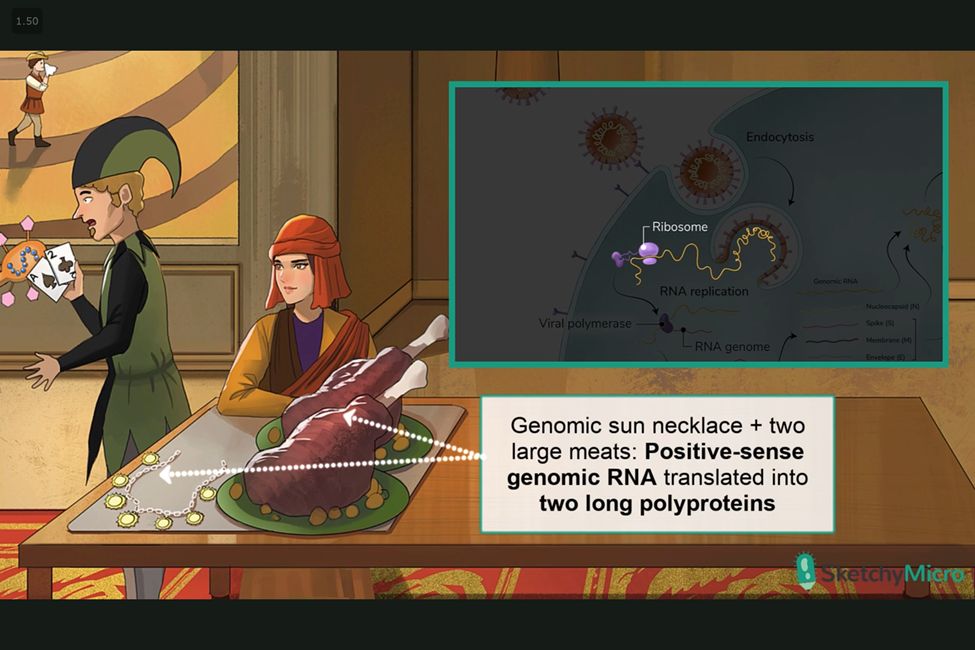 1.50
Endocytosis
Ribosome
RNA replication
Genomic RNA
Nucleocapsid (N)
Viral polymerase
Spike (S)
RNA genome
Membrane (M)
Envelope (E)
A
2
Genomic sun necklace + two
large meats: Positive-sense
genomic RNA translated into
two long polyproteins
SketchyMicro